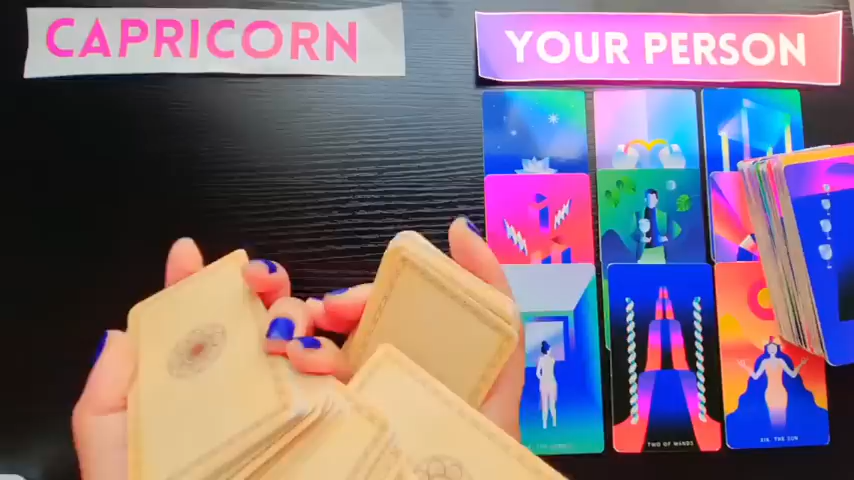 CAPRICORN
YOUR PERSON
TWO OF WANDS
XIX. THE SUN